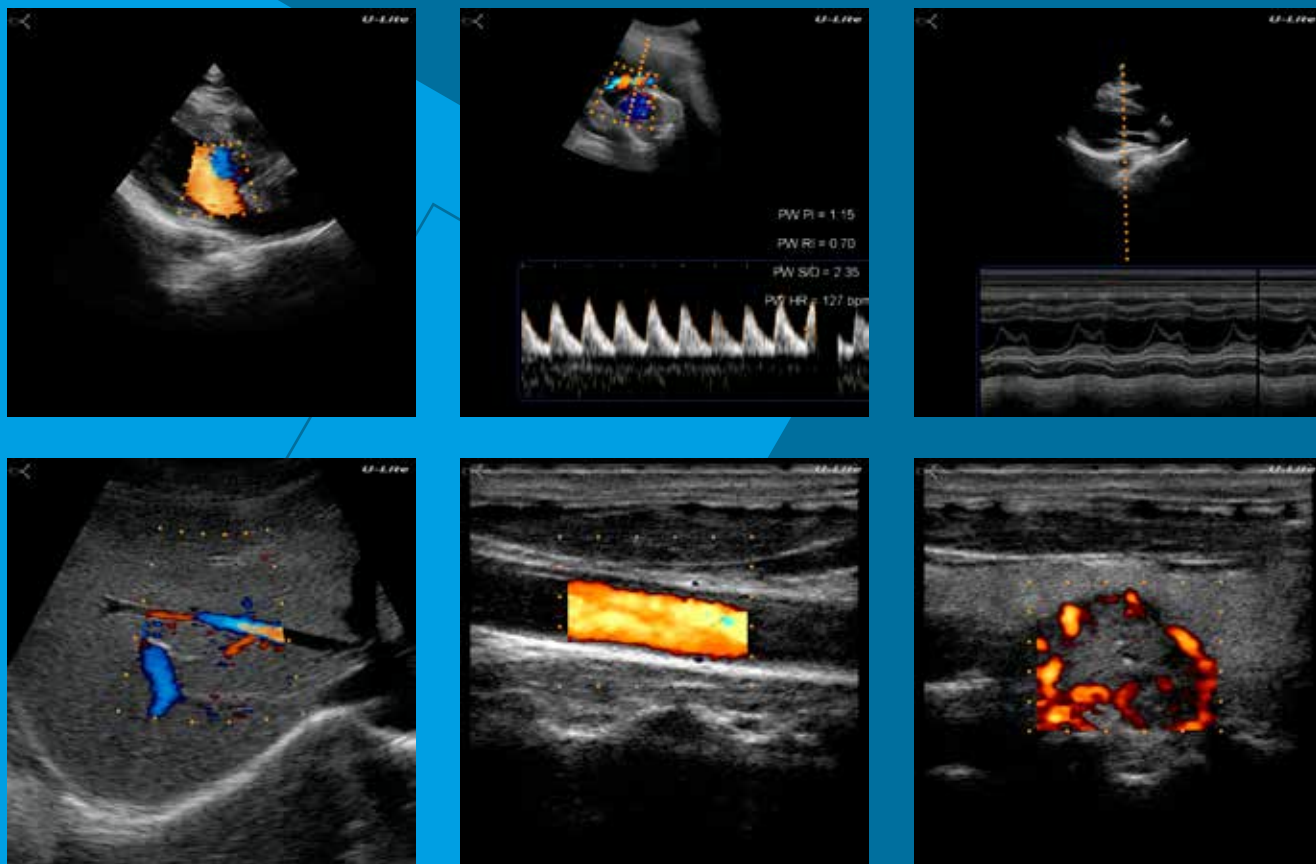 U-Lite
U-Lite
U-Lite
PW PI = 1.15
PW RI = 0.70
PW S/D = 2.35
PW HR = 127 bpm
U-Lite
U-Lite
U-Lite